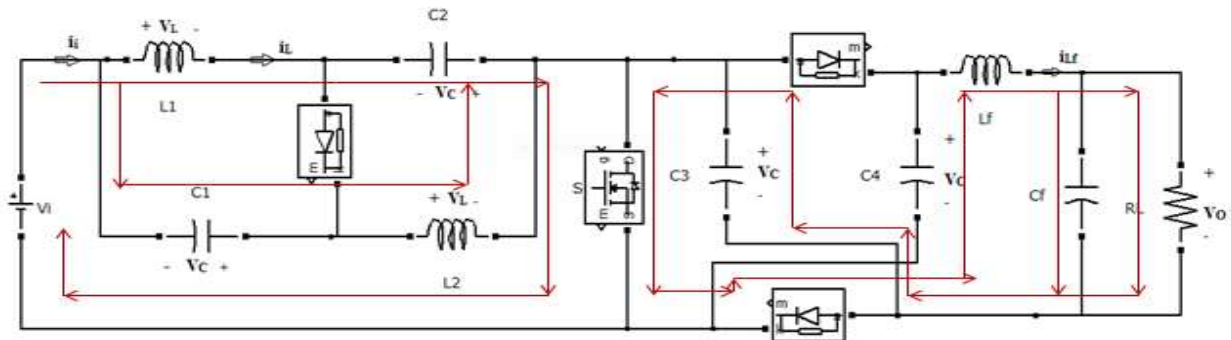 + VL -
C2
ii
iL
- VC +
L1
m
iLf
Lf
C1
+ VL -
Vi
- VC +
L2
S
g
m
C3
+
VC
-
C4
+
VC
-
Cf
RL
+
VO
-
m
k